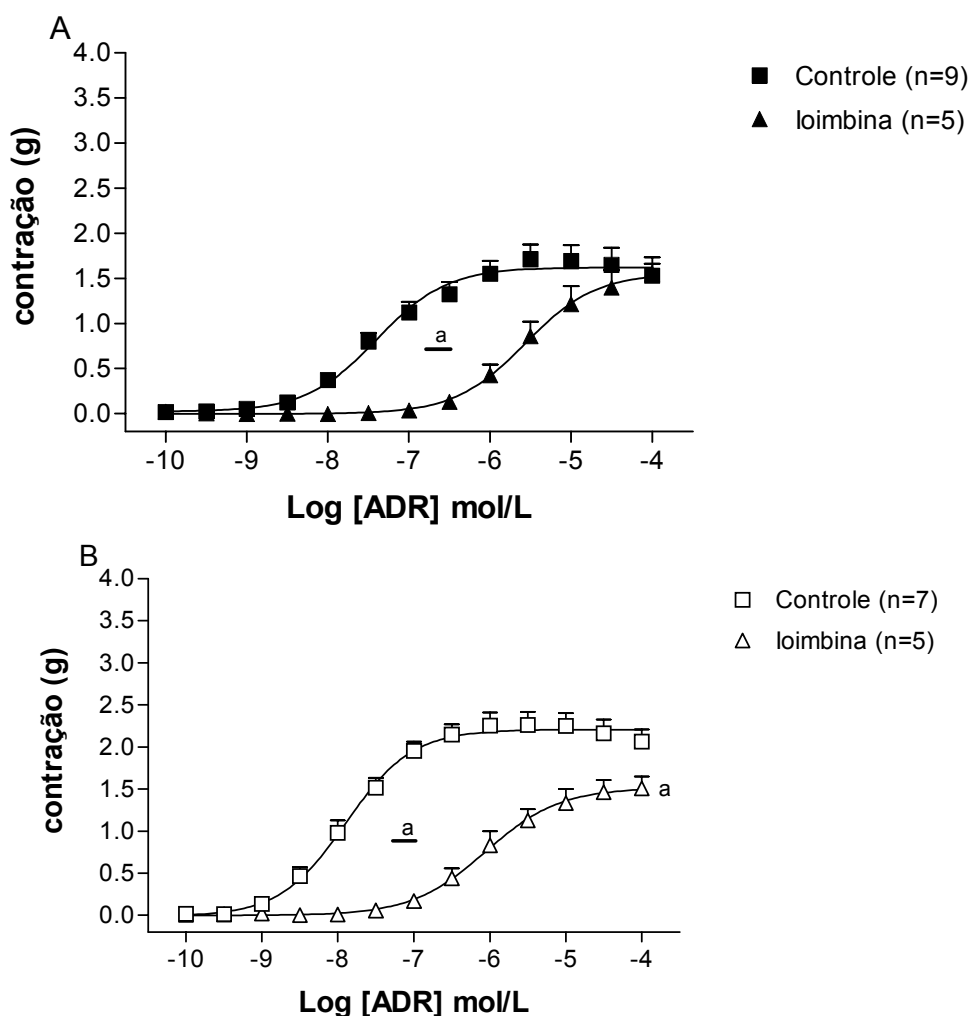 A
4.0
3.5
3.0
2.5
2.0
1.5
1.0
0.5
0.0
contração (g)
a
-10 -9 -8 -7 -6 -5 -4
Log [ADR] mol/L
Controle (n=9)
Ioimbina (n=5)
B
4.0
3.5
3.0
2.5
2.0
1.5
1.0
0.5
0.0
contração (g)
a
a
-10 -9 -8 -7 -6 -5 -4
Log [ADR] mol/L
Controle (n=7)
Ioimbina (n=5)